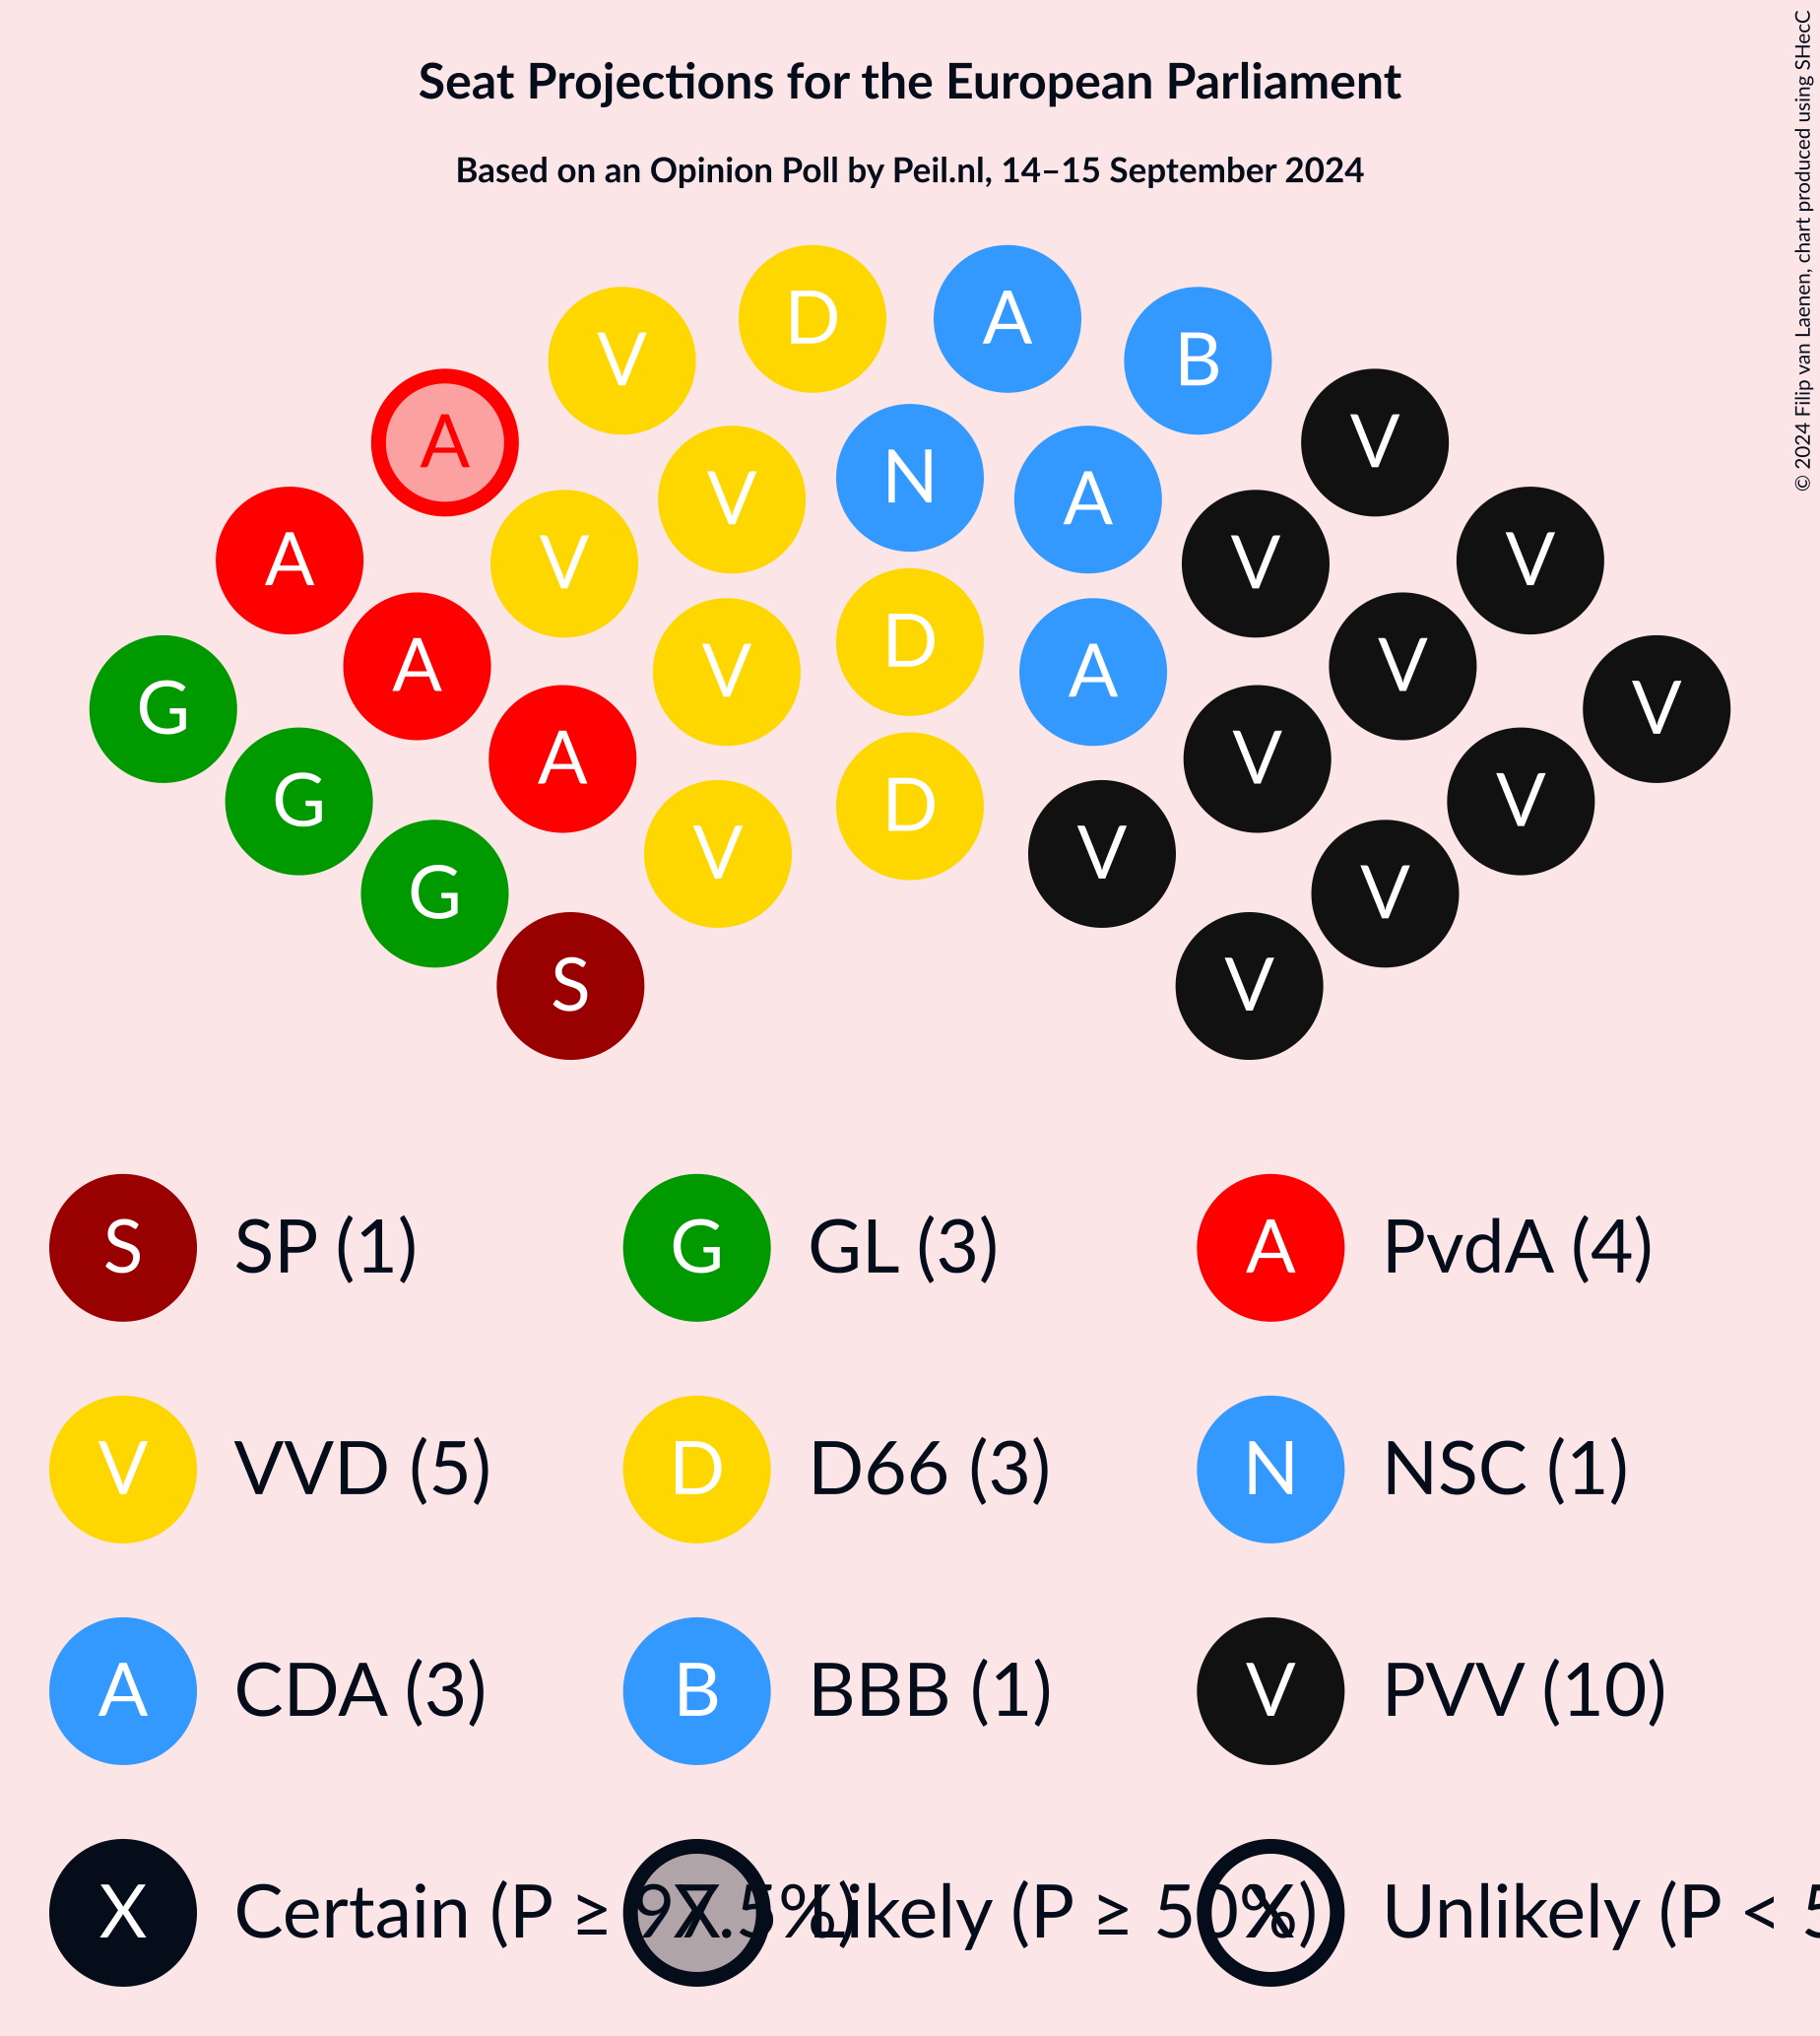 Seat Projections for the European Parliament
Based on an Opinion Poll by Peil.nl, 14–15 September 2024
© 2024 Filip van Laenen, chart produced using SHecC
D A
V B
A V
N
V A
A V V V
D
A V
V A
G V
A V
G V
D
V V
G V
S V
S SP (1) G GL (3) A PvdA (4)
V VVD (5) D D66 (3) N NSC (1)
A CDA (3) B BBB (1) V PVV (10)
X Certain (P ≥ 97.5%) X Likely (P ≥ 50%) X Unlikely (P < 5